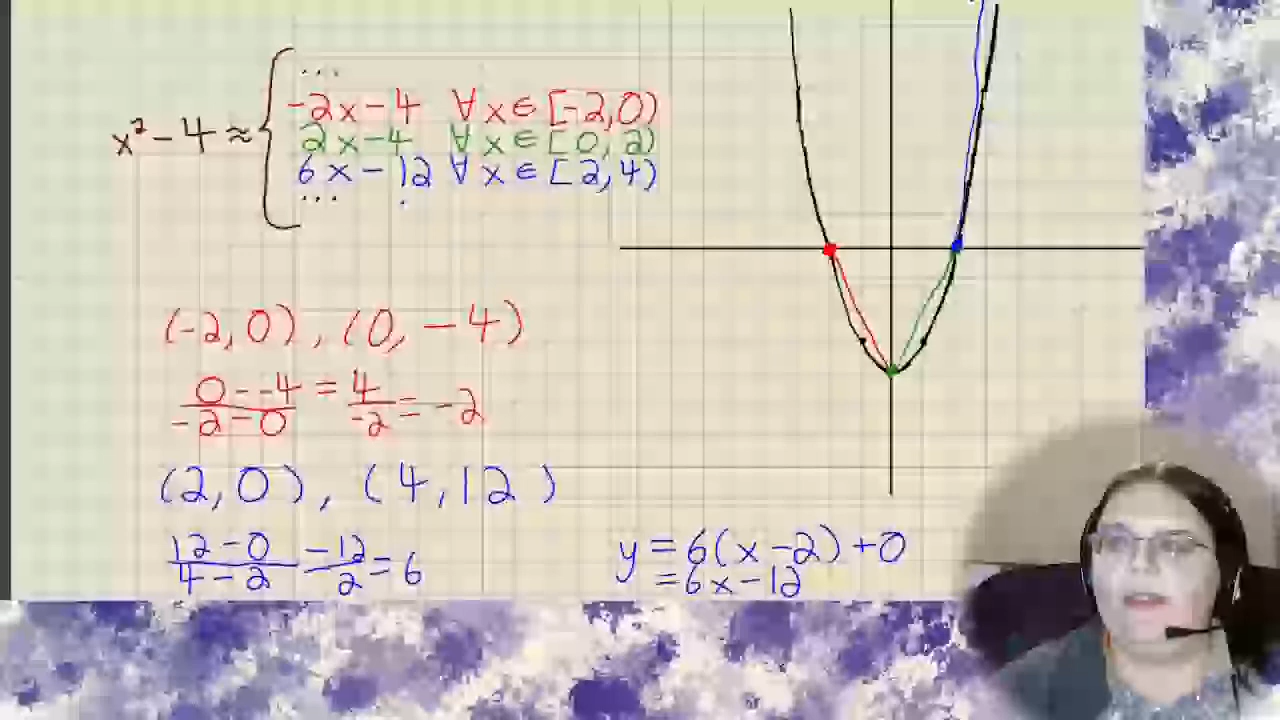 ...
-2x-4 ∀x∈[-2,0)
x²-4≈{ 2x-4 ∀x∈[0,2)
6x-12 ∀x∈[2,4)
...
(-2,0), (0,-4)
0--4/-2-0 = 4/-2 = -2
(2,0), (4,12)
12-0/4-2 = 12/2 = 6
y=6(x-2)+0
=6x-12